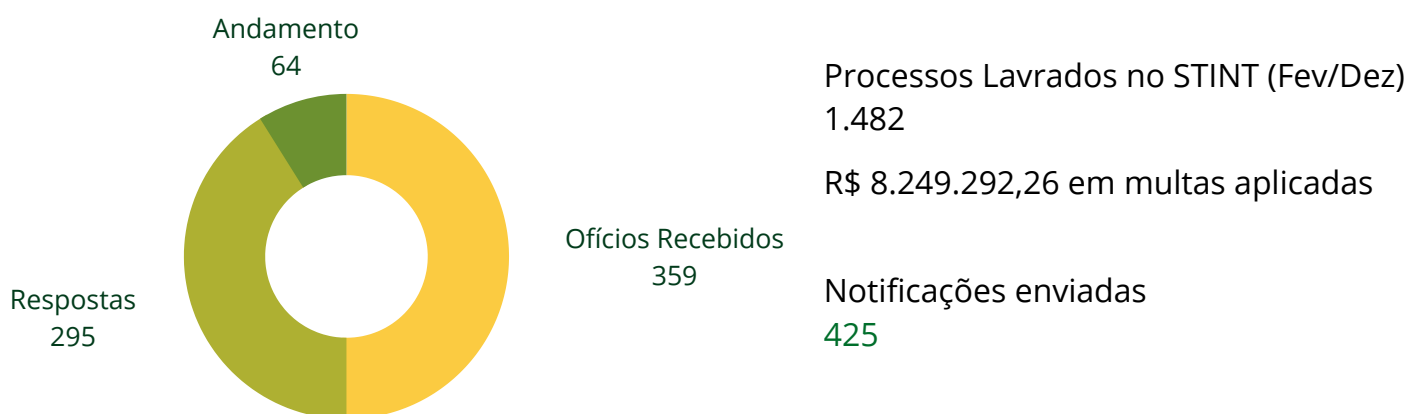 Andamento
64
Ofícios Recebidos
359
Respostas
295
Processos Lavrados no STINT (Fev/Dez)
1.482
R$ 8.249.292,26 em multas aplicadas
Notificações enviadas
425